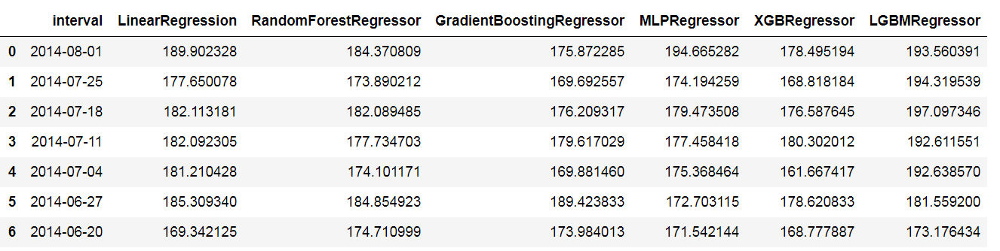 interval LinearRegression RandomForestRegressor GradientBoostingRegressor MLPRegressor XGBRegressor LGBMRegressor
0 2014-08-01 189.902328 184.370809 175.872285 194.665282 178.495194 193.560391
1 2014-07-25 177.650078 173.890212 169.692557 174.194259 168.818184 194.319539
2 2014-07-18 182.113181 182.089485 176.209317 179.473508 176.587645 197.097346
3 2014-07-11 182.092305 177.734703 179.617029 177.458418 180.302012 192.611551
4 2014-07-04 181.210428 174.101171 169.881460 175.368464 161.667417 192.638570
5 2014-06-27 185.309340 184.854923 189.423833 172.703115 178.620833 181.559200
6 2014-06-20 169.342125 174.710999 173.984013 171.542144 168.777887 173.176434